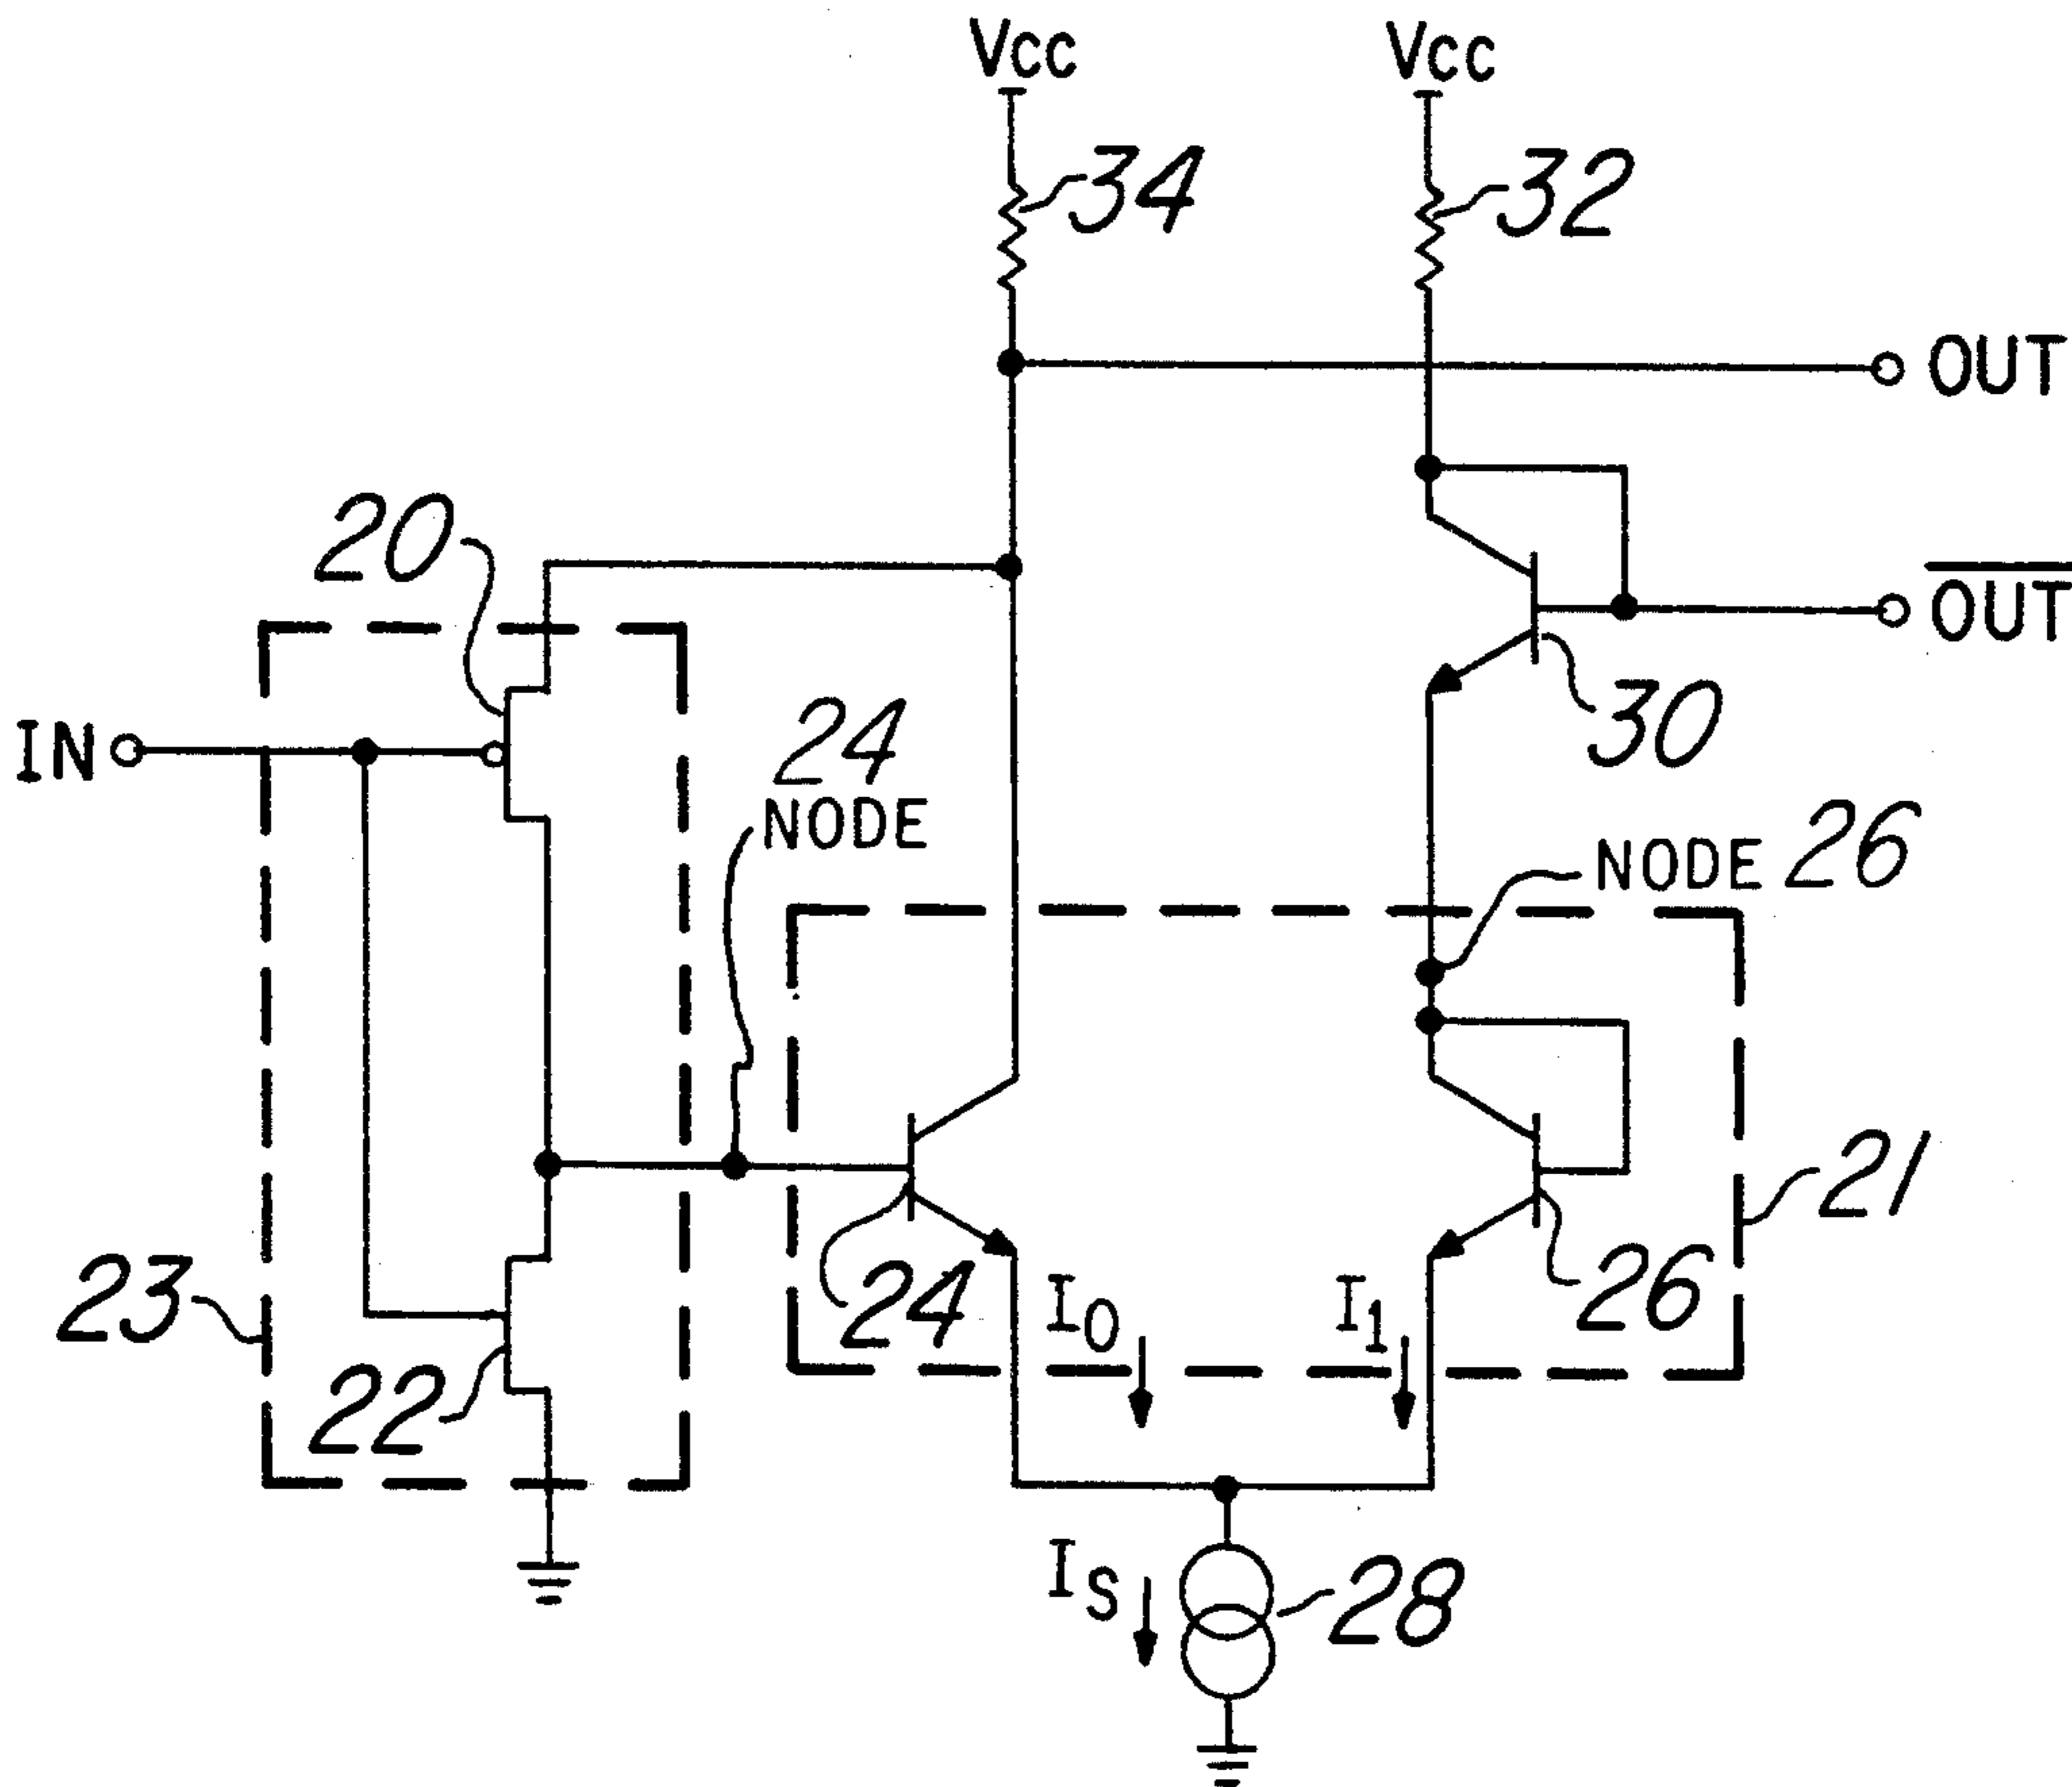 Vcc Vcc
34 32
OUT
20
O̅U̅T̅
IN
24
NODE
30
NODE 26
21
23
24
I0 I1
26
22
IS
28